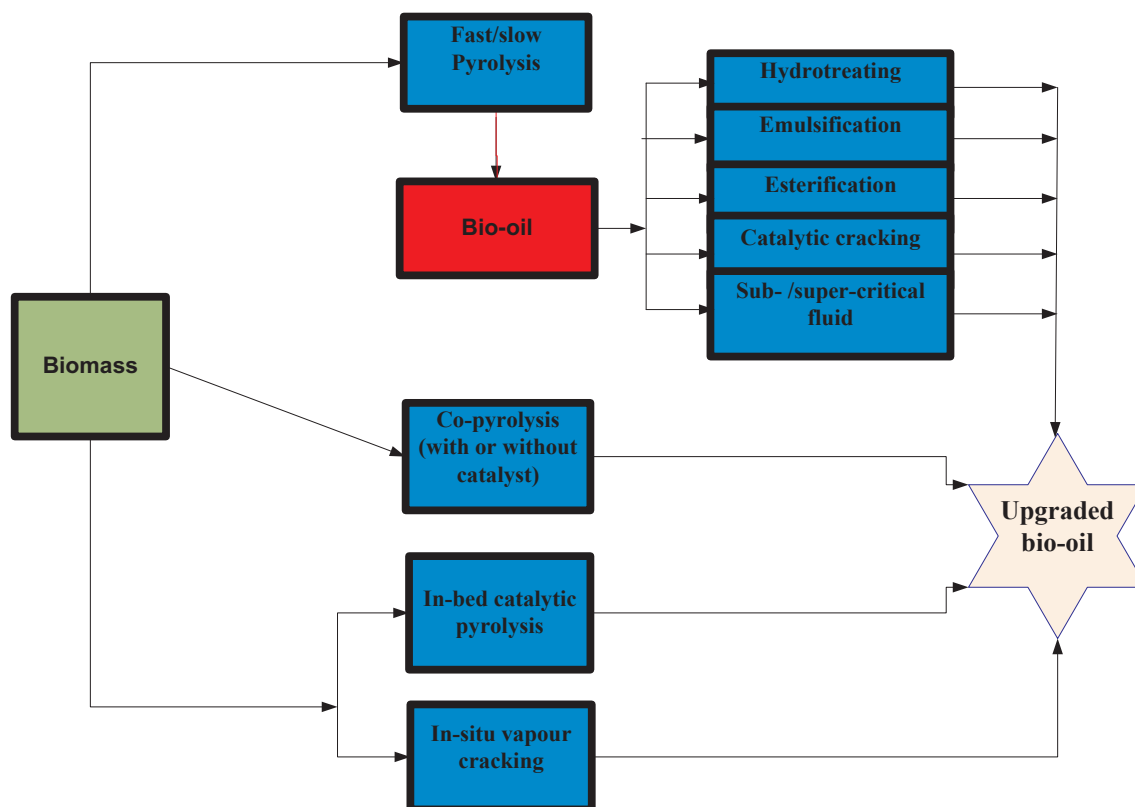 Fast/slow
Pyrolysis
Hydrotreating
Emulsification
Esterification
Catalytic cracking
Sub- /super-critical
fluid
Bio-oil
Biomass
Co-pyrolysis
(with or without
catalyst)
Upgraded
bio-oil
In-bed catalytic
pyrolysis
In-situ vapour
cracking